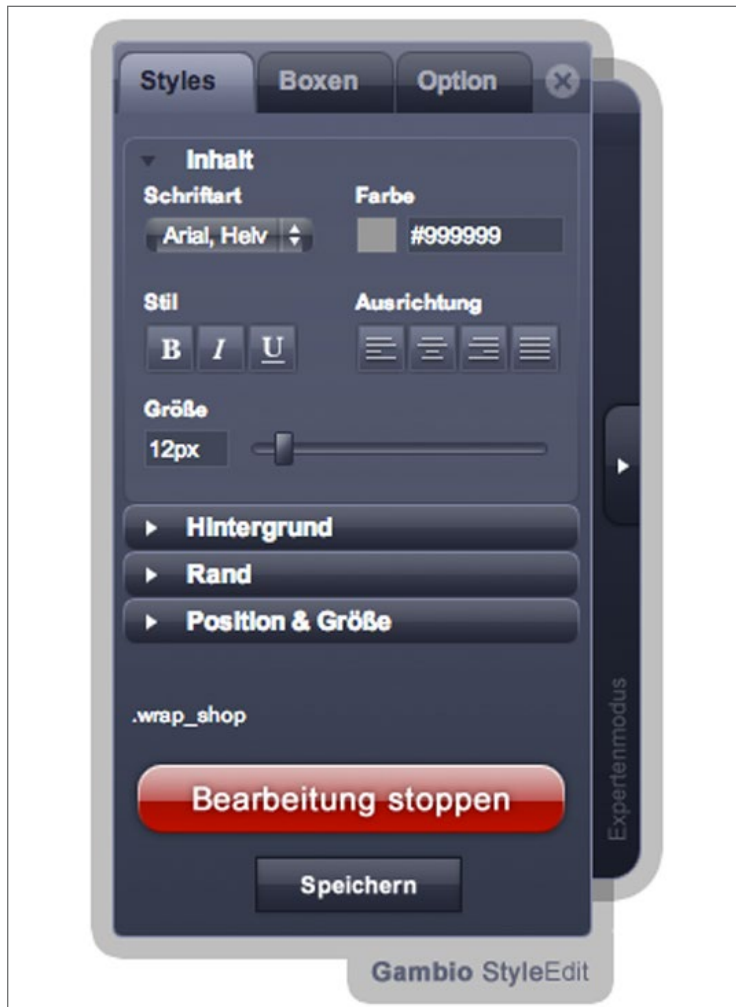 Styles Boxen Option
Inhalt
Schriftart Farbe
Arial, Helv #999999
Stil Ausrichtung
B I U
Größe
12px
Hintergrund
Rand
Position & Größe
.wrap_shop
Bearbeitung stoppen
Speichern
Expertenmodus
Gambio StyleEdit